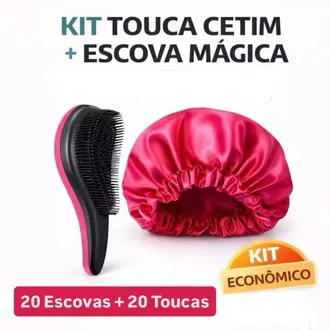 KIT TOUCA CETIM
+ ESCOVA MÁGICA
KIT
ECONÔMICO
20 Escovas + 20 Toucas